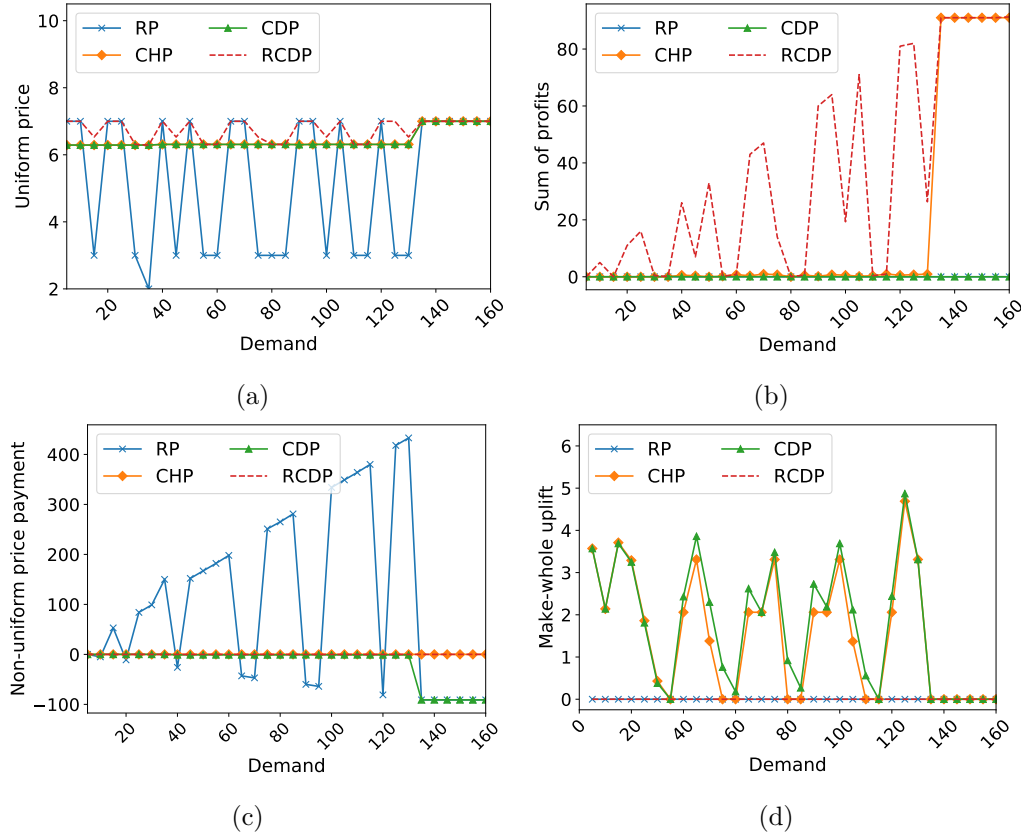 RP CDP
CHP RCDP
Uniform price
10
8
6
4
2
20 40 60 80 100 120 140 160
Demand
(a)
RP CDP
CHP RCDP
Sum of profits
80
60
40
20
0
20 40 60 80 100 120 140 160
Demand
(b)
RP CDP
CHP RCDP
Non-uniform price payment
400
300
200
100
0
−100
20 40 60 80 100 120 140 160
Demand
(c)
RP CDP
CHP RCDP
Make-whole uplift
6
5
4
3
2
1
0
0 20 40 60 80 100 120 140 160
Demand
(d)